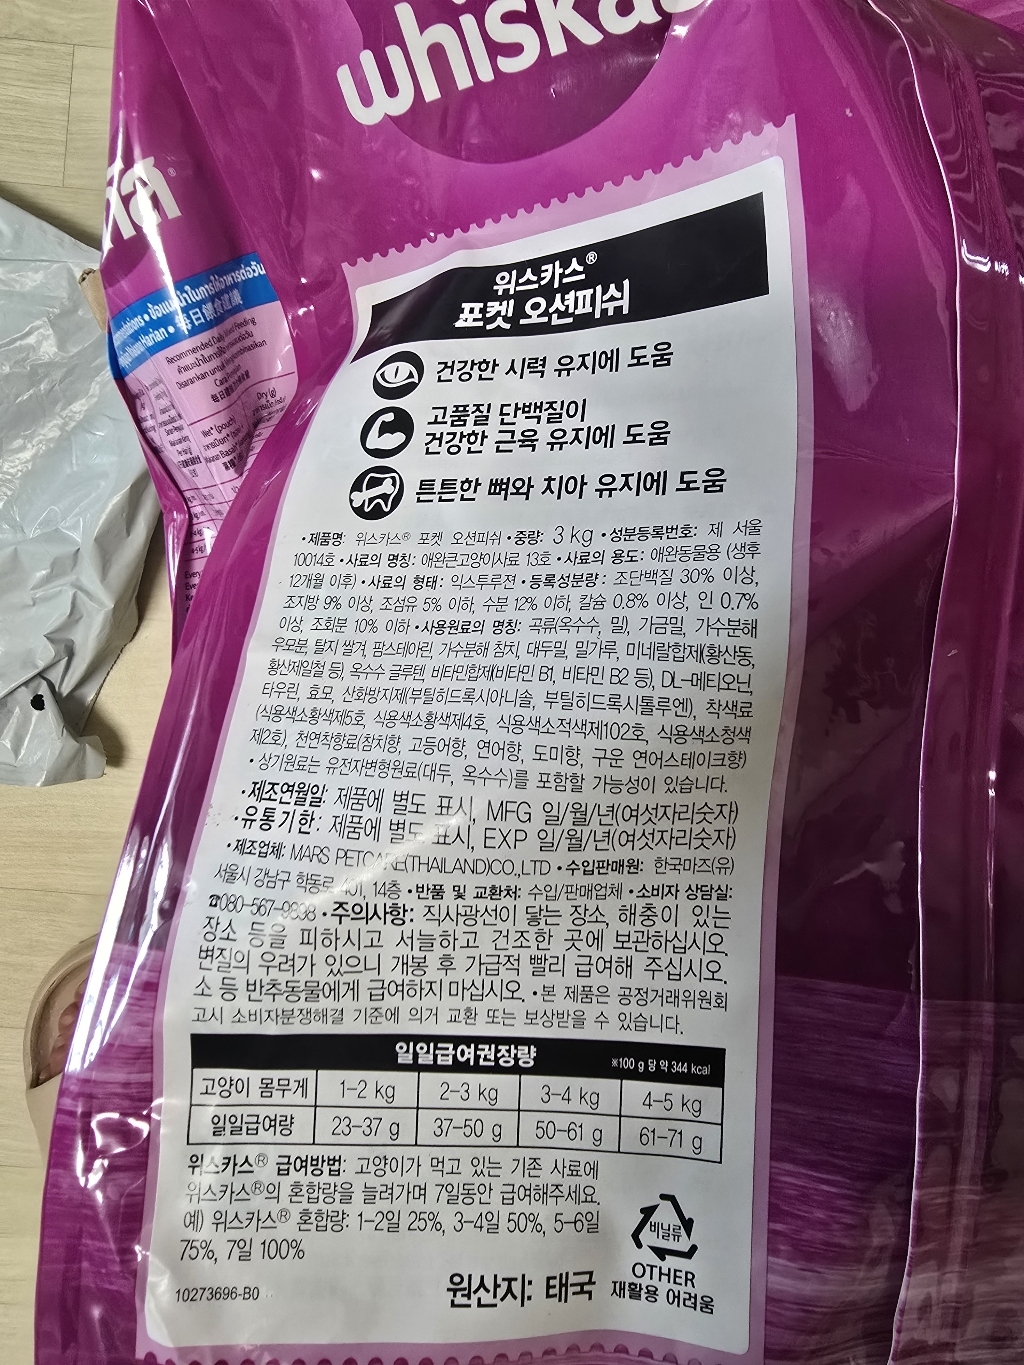 whiskas
위스카스®
포켓 오션피쉬
건강한 시력 유지에 도움
고품질 단백질이
건강한 근육 유지에 도움
튼튼한 뼈와 치아 유지에 도움
•제품명: 위스카스® 포켓 오션피쉬 •중량: 3 kg •성분등록번호: 제 서울
10014호 •사료의 명칭: 애완큰고양이사료 13호 •사료의 용도: 애완동물용 (생후
12개월 이후) •사료의 형태: 익스투루젼 •등록성분량: 조단백질 30% 이상,
조지방 9% 이상, 조섬유 5% 이하, 수분 12% 이하, 칼슘 0.8% 이상, 인 0.7%
이상, 조회분 10% 이하 •사용원료의 명칭: 곡류(옥수수, 밀), 가금밀, 가수분해
우모분, 탈지 쌀겨, 팜스테아린, 가수분해 참치, 대두밀, 밀가루, 미네랄합제(황산동,
황산제일철 등), 옥수수 글루텐, 비타민합제(비타민 B1, 비타민 B2 등), DL-메티오닌,
타우린, 효모, 산화방지제(부틸히드록시아니솔, 부틸히드록시톨루엔), 착색료
(식용색소황색제5호, 식용색소황색제4호, 식용색소적색제102호, 식용색소청색
제2호), 천연착향료(참치향, 고등어향, 연어향, 도미향, 구운 연어스테이크향)
•상기원료는 유전자변형원료(대두, 옥수수)를 포함할 가능성이 있습니다.
•제조연월일: 제품에 별도 표시, MFG 일/월/년(여섯자리숫자)
•유통기한: 제품에 별도 표시, EXP 일/월/년(여섯자리숫자)
•제조업체: MARS PETCARE(THAILAND)CO.,LTD •수입판매원: 한국마즈(유)
서울시 강남구 학동로 401, 14층 •반품 및 교환처: 수입/판매업체 •소비자 상담실:
☎080-567-9898 •주의사항: 직사광선이 닿는 장소, 해충이 있는
장소 등을 피하시고 서늘하고 건조한 곳에 보관하십시오.
변질의 우려가 있으니 개봉 후 가급적 빨리 급여해 주십시오.
소 등 반추동물에게 급여하지 마십시오. •본 제품은 공정거래위원회
고시 소비자분쟁해결 기준에 의거 교환 또는 보상받을 수 있습니다.
일일급여권장량 ※100 g 당 약 344 kcal
고양이 몸무게 1-2 kg 2-3 kg 3-4 kg 4-5 kg
일일급여량 23-37 g 37-50 g 50-61 g 61-71 g
위스카스® 급여방법: 고양이가 먹고 있는 기존 사료에
위스카스®의 혼합량을 늘려가며 7일동안 급여해주세요.
예) 위스카스® 혼합량: 1-2일 25%, 3-4일 50%, 5-6일
75%, 7일 100%
비닐류
OTHER
재활용 어려움
10273696-B0
원산지: 태국
Recommended Daily Feeding
Wet* (pouch)
Dry (g)